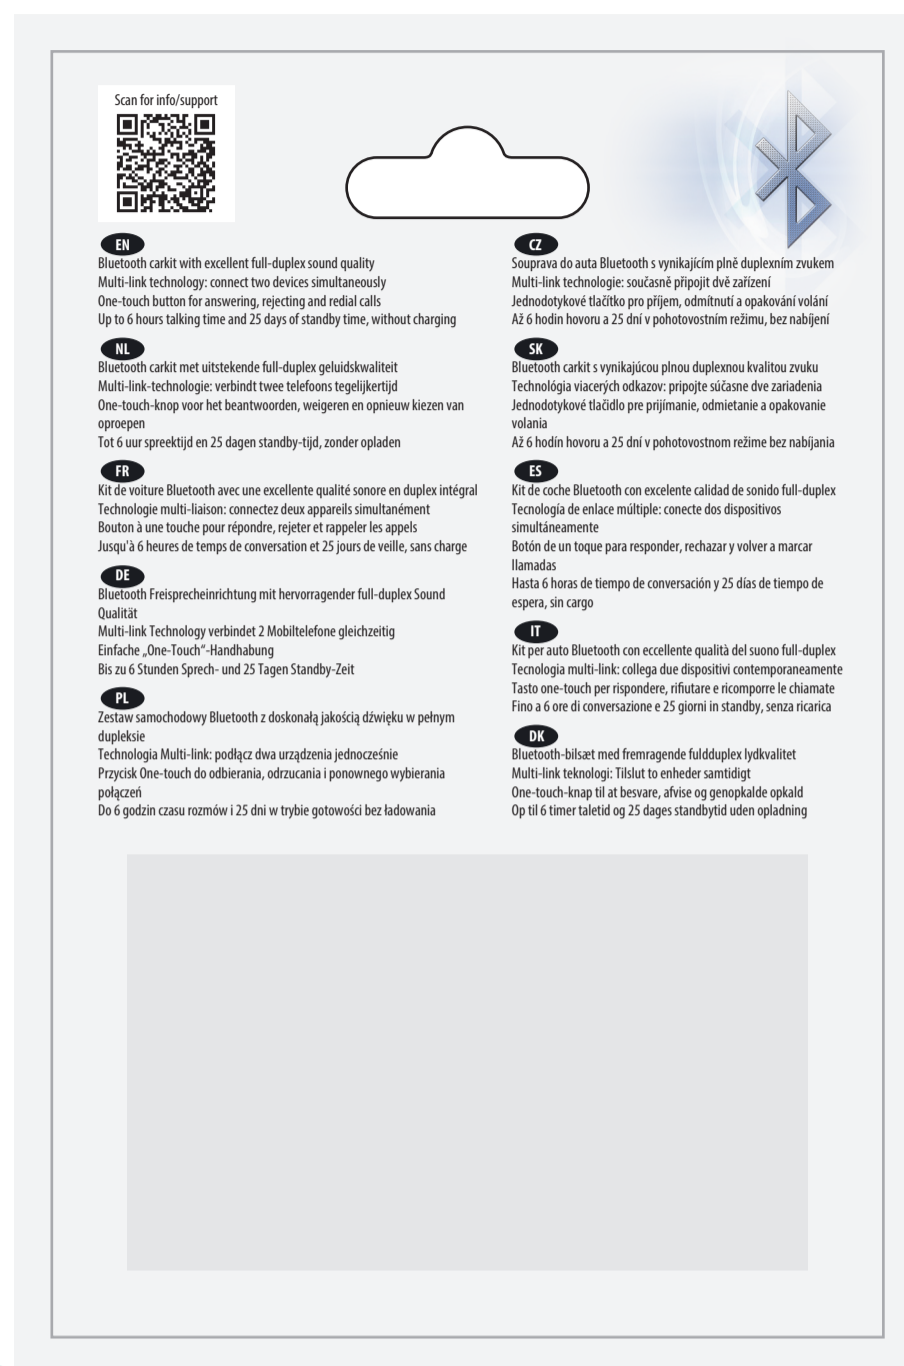 Scan for info/support
EN
Bluetooth carkit with excellent full-duplex sound quality
Multi-link technology: connect two devices simultaneously
One-touch button for answering, rejecting and redial calls
Up to 6 hours talking time and 25 days of standby time, without charging
NL
Bluetooth carkit met uitstekende full-duplex geluidskwaliteit
Multi-link-technologie: verbindt twee telefoons tegelijkertijd
One-touch-knop voor het beantwoorden, weigeren en opnieuw kiezen van
oproepen
Tot 6 uur spreektijd en 25 dagen standby-tijd, zonder opladen
FR
Kit de voiture Bluetooth avec une excellente qualité sonore en duplex intégral
Technologie multi-liaison: connectez deux appareils simultanément
Bouton à une touche pour répondre, rejeter et rappeler les appels
Jusqu'à 6 heures de temps de conversation et 25 jours de veille, sans charge
DE
Bluetooth Freisprecheinrichtung mit hervorragender full-duplex Sound
Qualität
Multi-link Technology verbindet 2 Mobiltelefone gleichzeitig
Einfache „One-Touch“-Handhabung
Bis zu 6 Stunden Sprech- und 25 Tagen Standby-Zeit
PL
Zestaw samochodowy Bluetooth z doskonałą jakością dźwięku w pełnym
dupleksie
Technologia Multi-link: podłącz dwa urządzenia jednocześnie
Przycisk One-touch do odbierania, odrzucania i ponownego wybierania
połączeń
Do 6 godzin czasu rozmów i 25 dni w trybie gotowości bez ładowania
CZ
Souprava do auta Bluetooth s vynikajícím plně duplexním zvukem
Multi-link technologie: současně připojit dvě zařízení
Jednodotykové tlačítko pro příjem, odmítnutí a opakování volání
Až 6 hodin hovoru a 25 dní v pohotovostním režimu, bez nabíjení
SK
Bluetooth carkit s vynikajúcou plnou duplexnou kvalitou zvuku
Technológia viacerých odkazov: pripojte súčasne dve zariadenia
Jednodotykové tlačidlo pre prijímanie, odmietanie a opakovanie
volania
Až 6 hodín hovoru a 25 dní v pohotovostnom režime bez nabíjania
ES
Kit de coche Bluetooth con excelente calidad de sonido full-duplex
Tecnología de enlace múltiple: conecte dos dispositivos
simultáneamente
Botón de un toque para responder, rechazar y volver a marcar
llamadas
Hasta 6 horas de tiempo de conversación y 25 días de tiempo de
espera, sin cargo
IT
Kit per auto Bluetooth con eccellente qualità del suono full-duplex
Tecnologia multi-link: collega due dispositivi contemporaneamente
Tasto one-touch per rispondere, rifiutare e ricomporre le chiamate
Fino a 6 ore di conversazione e 25 giorni in standby, senza ricarica
DK
Bluetooth-bilsæt med fremragende fuldduplex lydkvalitet
Multi-link teknologi: Tilslut to enheder samtidigt
One-touch-knap til at besvare, afvise og genopkalde opkald
Op til 6 timer taletid og 25 dages standbytid uden opladning